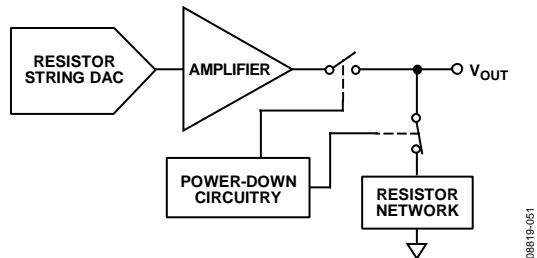 RESISTOR
STRING DAC
AMPLIFIER
VOUT
POWER-DOWN
CIRCUITRY
RESISTOR
NETWORK
08819-051